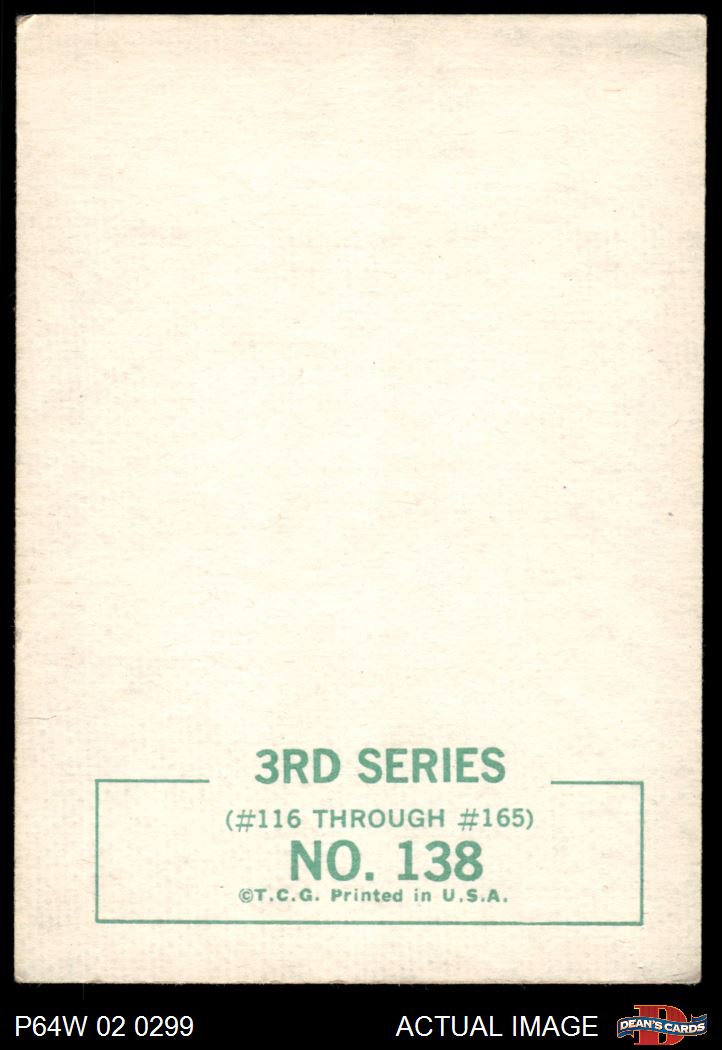 3RD SERIES
(#116 THROUGH #165)
NO. 138
©T.C.G. Printed in U.S.A.
P64W 02 0299
ACTUAL IMAGE
D
DEAN'S CARDS